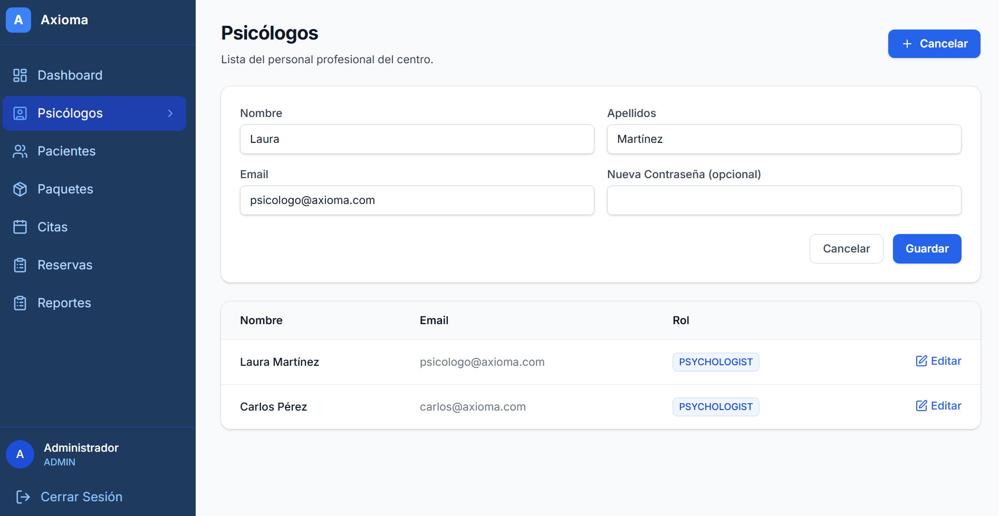 A Axioma
Dashboard
Psicólogos
Pacientes
Paquetes
Citas
Reservas
Reportes
A
Administrador
ADMIN
Cerrar Sesión
Psicólogos
Lista del personal profesional del centro.
Cancelar
Nombre Apellidos
Laura Martínez
Email Nueva Contraseña (opcional)
psicologo@axioma.com
Cancelar Guardar
Nombre Email Rol
Laura Martínez psicologo@axioma.com PSYCHOLOGIST Editar
Carlos Pérez carlos@axioma.com PSYCHOLOGIST Editar